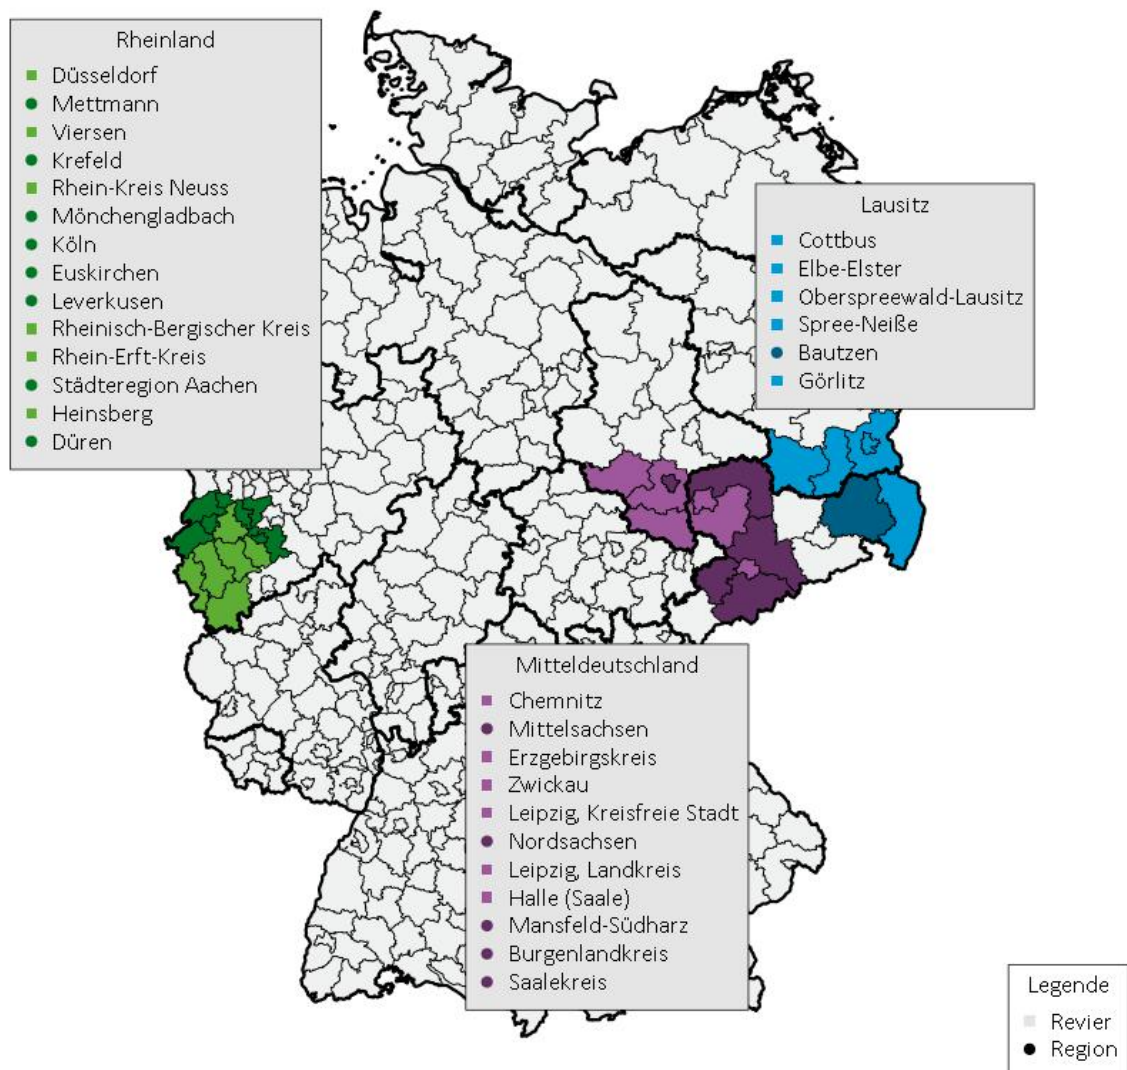 Rheinland
Düsseldorf
Mettmann
Viersen
Krefeld
Rhein-Kreis Neuss
Mönchengladbach
Köln
Euskirchen
Leverkusen
Rheinisch-Bergischer Kreis
Rhein-Erft-Kreis
Städteregion Aachen
Heinsberg
Düren
Lausitz
Cottbus
Elbe-Elster
Oberspreewald-Lausitz
Spree-Neiße
Bautzen
Görlitz
Mitteldeutschland
Chemnitz
Mittelsachsen
Erzgebirgskreis
Zwickau
Leipzig, Kreisfreie Stadt
Nordsachsen
Leipzig, Landkreis
Halle (Saale)
Mansfeld-Südharz
Burgenlandkreis
Saalekreis
Legende
Revier
Region